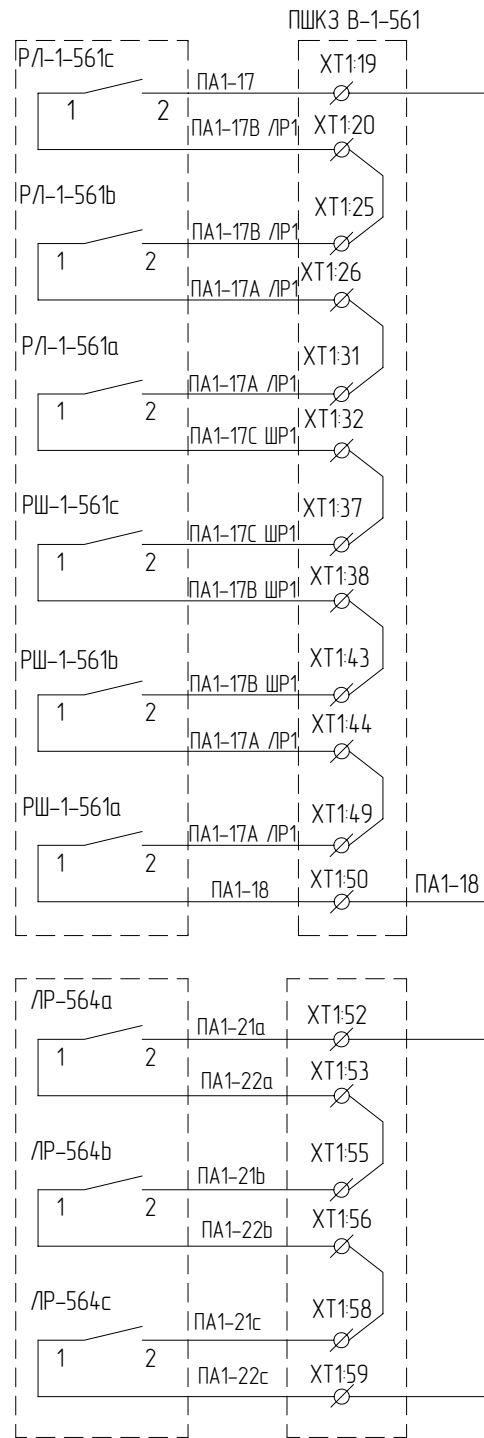 ПШКЗ В-1-561
РЛ-1-561c
ХТ1:19
ПА1-17
1 2
ПА1-17В ЛР1
ХТ1:20
РЛ-1-561b
ХТ1:25
ПА1-17В ЛР1
1 2
ХТ1:26
ПА1-17А ЛР1
РЛ-1-561a
ХТ1:31
ПА1-17А ЛР1
1 2
ХТ1:32
ПА1-17С ШР1
РШ-1-561c
ХТ1:37
ПА1-17С ШР1
1 2
ХТ1:38
ПА1-17В ШР1
РШ-1-561b
ХТ1:43
ПА1-17В ШР1
1 2
ХТ1:44
ПА1-17А ЛР1
РШ-1-561a
ХТ1:49
ПА1-17А ЛР1
1 2
ПА1-18
ХТ1:50
ПА1-18
ЛР-564a
ХТ1:52
ПА1-21a
1 2
ХТ1:53
ПА1-22a
ЛР-564b
ХТ1:55
ПА1-21b
1 2
ХТ1:56
ПА1-22b
ЛР-564c
ХТ1:58
ПА1-21c
1 2
ПА1-22c
ХТ1:59